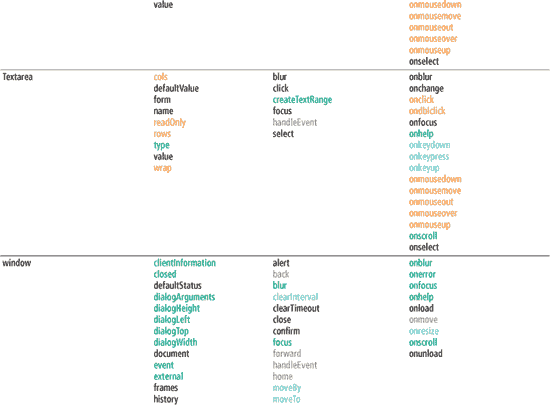 value
onmousedown
onmousemove
onmouseout
onmouseover
onmouseup
onselect
Textarea
cols
defaultValue
form
name
readOnly
rows
type
value
wrap
blur
click
createTextRange
focus
handleEvent
select
onblur
onchange
onclick
ondblclick
onfocus
onhelp
onkeydown
onkeypress
onkeyup
onmousedown
onmousemove
onmouseout
onmouseover
onmouseup
onscroll
onselect
window
clientInformation
closed
defaultStatus
dialogArguments
dialogHeight
dialogLeft
dialogTop
dialogWidth
document
event
external
frames
history
alert
back
blur
clearInterval
clearTimeout
close
confirm
focus
forward
handleEvent
home
moveBy
moveTo
onblur
onerror
onfocus
onhelp
onload
onmove
onresize
onscroll
onunload